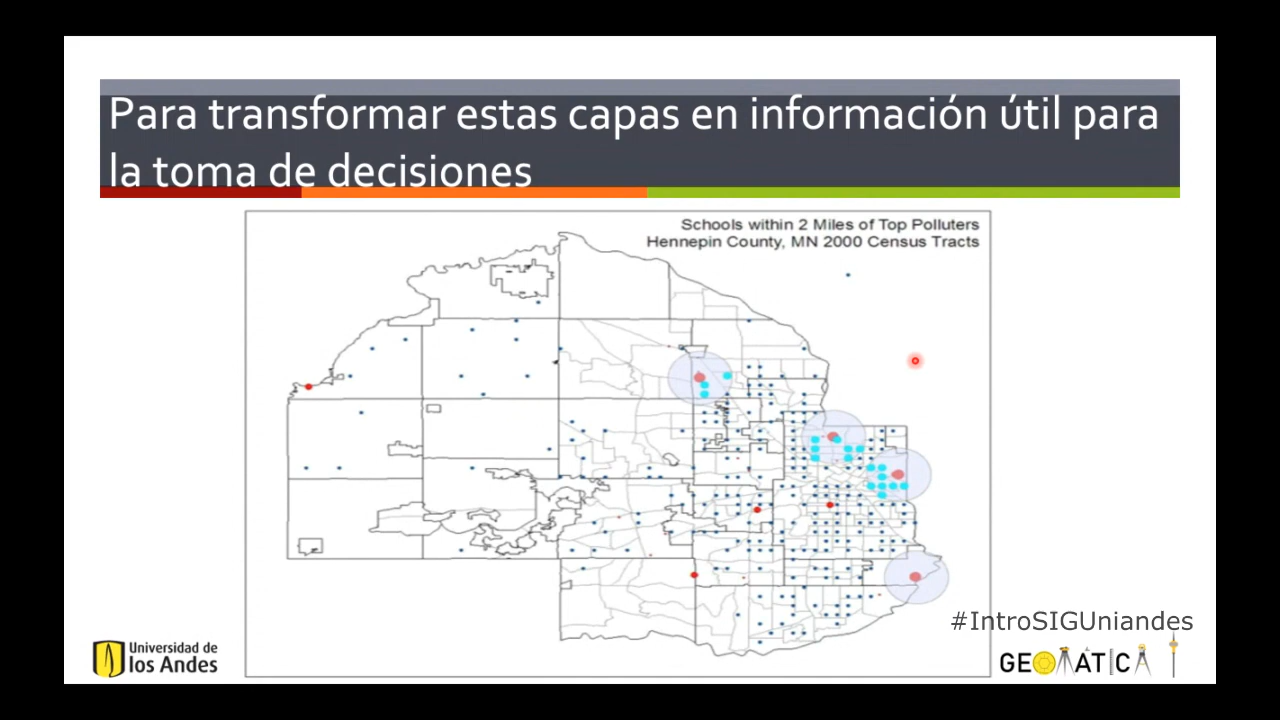 Para transformar estas capas en información útil para
la toma de decisiones
Schools within 2 Miles of Top Polluters
Hennepin County, MN 2000 Census Tracts
#IntroSIGUniandes
Universidad de
los Andes
GEOMÁTICA